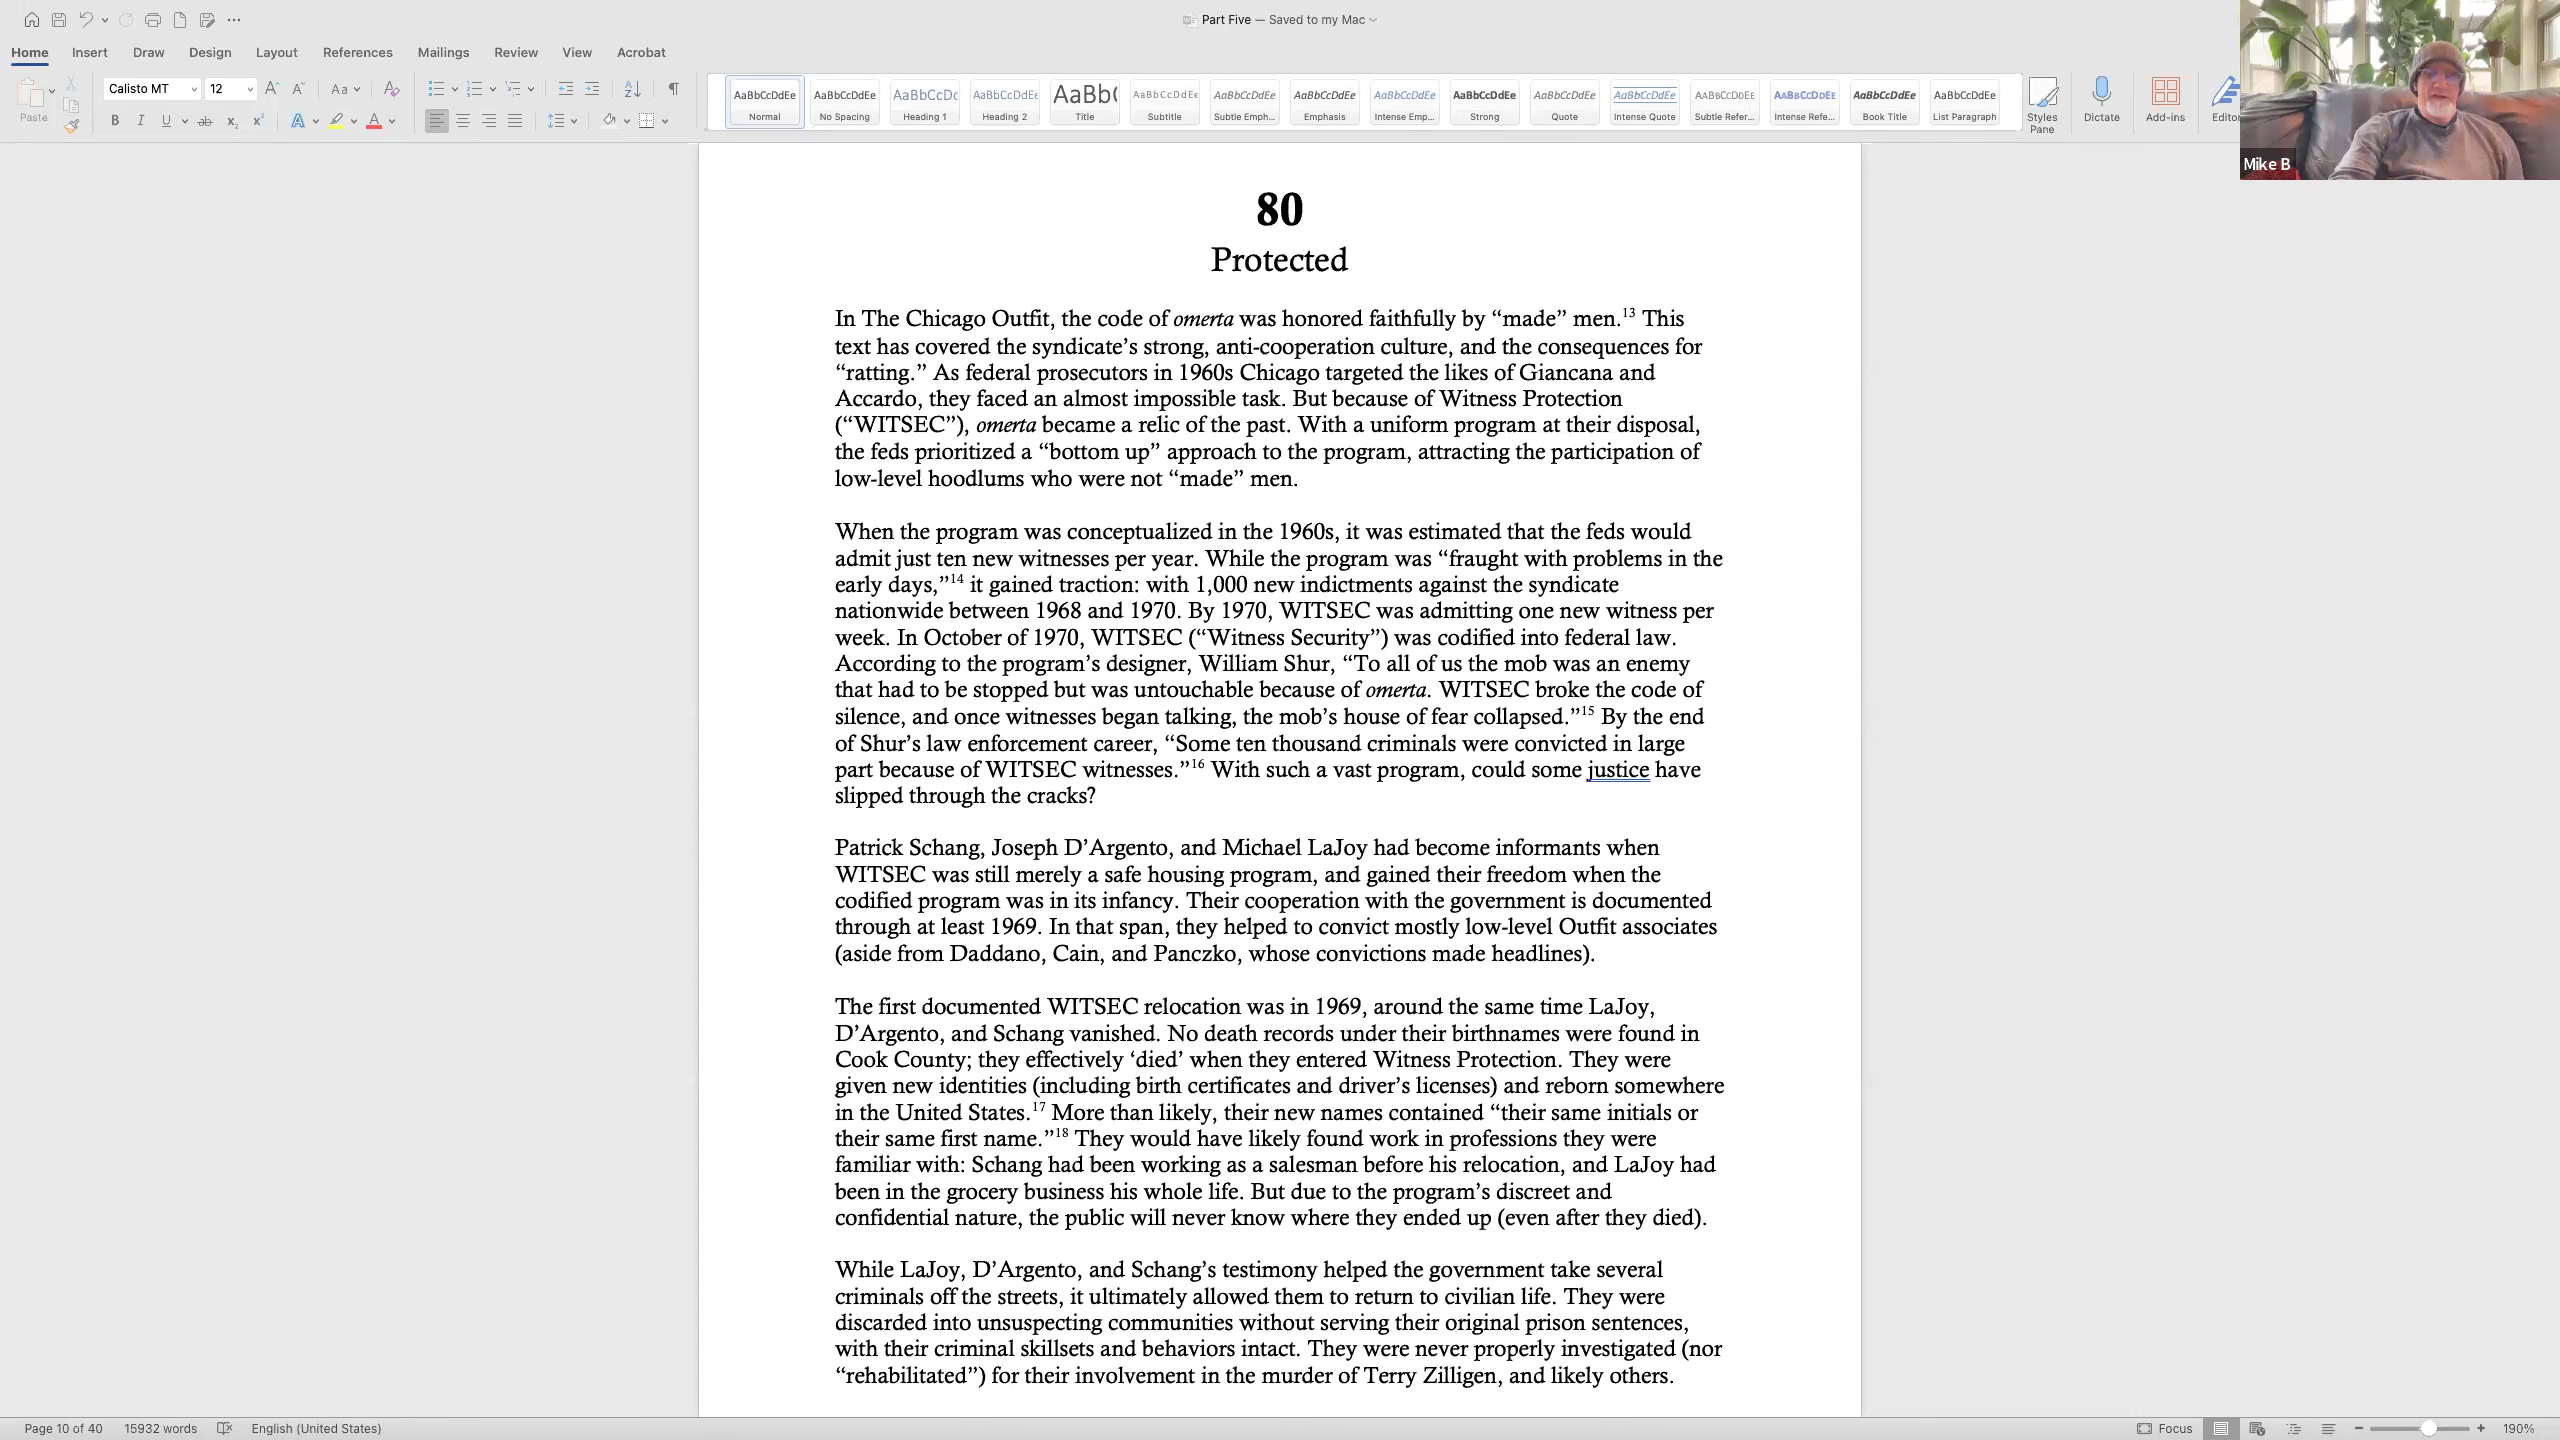 Part Five — Saved to my Mac
Home Insert Draw Design Layout References Mailings Review View Acrobat
Paste
Calisto MT 12
Aa
B I U ab x₂ x²
A A A
AaBbCcDdEe Normal
AaBbCcDdEe No Spacing
AaBbCcDc Heading 1
AaBbCcDdEe Heading 2
AaBb( Title
AaBbCcDdEe Subtitle
AaBbCcDdEe Subtle Emph...
AaBbCcDdEe Emphasis
AaBbCcDdEe Intense Emp...
AaBbCcDdEe Strong
AaBbCcDdEe Quote
AaBbCcDdEe Intense Quote
AaBbCcDdEe Subtle Refer...
AaBbCcDdEe Intense Refe...
AaBbCcDdEe Book Title
AaBbCcDdEe List Paragraph
Styles Pane
Dictate
Add-ins
Editor
Mike B
80
Protected
In The Chicago Outfit, the code of omerta was honored faithfully by “made” men.¹³ This
text has covered the syndicate’s strong, anti-cooperation culture, and the consequences for
“ratting.” As federal prosecutors in 1960s Chicago targeted the likes of Giancana and
Accardo, they faced an almost impossible task. But because of Witness Protection
(“WITSEC”), omerta became a relic of the past. With a uniform program at their disposal,
the feds prioritized a “bottom up” approach to the program, attracting the participation of
low-level hoodlums who were not “made” men.
When the program was conceptualized in the 1960s, it was estimated that the feds would
admit just ten new witnesses per year. While the program was “fraught with problems in the
early days,”¹⁴ it gained traction: with 1,000 new indictments against the syndicate
nationwide between 1968 and 1970. By 1970, WITSEC was admitting one new witness per
week. In October of 1970, WITSEC (“Witness Security”) was codified into federal law.
According to the program’s designer, William Shur, “To all of us the mob was an enemy
that had to be stopped but was untouchable because of omerta. WITSEC broke the code of
silence, and once witnesses began talking, the mob’s house of fear collapsed.”¹⁵ By the end
of Shur’s law enforcement career, “Some ten thousand criminals were convicted in large
part because of WITSEC witnesses.”¹⁶ With such a vast program, could some justice have
slipped through the cracks?
Patrick Schang, Joseph D’Argento, and Michael LaJoy had become informants when
WITSEC was still merely a safe housing program, and gained their freedom when the
codified program was in its infancy. Their cooperation with the government is documented
through at least 1969. In that span, they helped to convict mostly low-level Outfit associates
(aside from Daddano, Cain, and Panczko, whose convictions made headlines).
The first documented WITSEC relocation was in 1969, around the same time LaJoy,
D’Argento, and Schang vanished. No death records under their birthnames were found in
Cook County; they effectively ‘died’ when they entered Witness Protection. They were
given new identities (including birth certificates and driver’s licenses) and reborn somewhere
in the United States.¹⁷ More than likely, their new names contained “their same initials or
their same first name.”¹⁸ They would have likely found work in professions they were
familiar with: Schang had been working as a salesman before his relocation, and LaJoy had
been in the grocery business his whole life. But due to the program’s discreet and
confidential nature, the public will never know where they ended up (even after they died).
While LaJoy, D’Argento, and Schang’s testimony helped the government take several
criminals off the streets, it ultimately allowed them to return to civilian life. They were
discarded into unsuspecting communities without serving their original prison sentences,
with their criminal skillsets and behaviors intact. They were never properly investigated (nor
“rehabilitated”) for their involvement in the murder of Terry Zilligen, and likely others.
Page 10 of 40 15932 words English (United States) Focus 190%